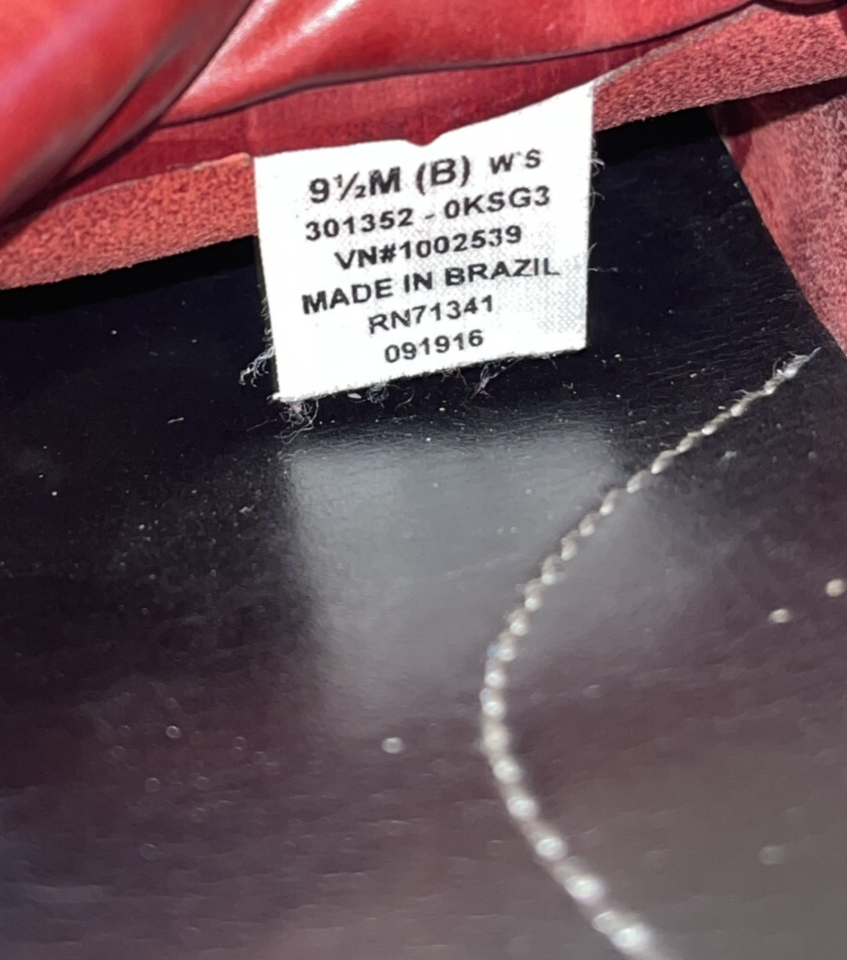 9½M (B) W'S
301352 - 0KSG3
VN#1002539
MADE IN BRAZIL
RN71341
091916